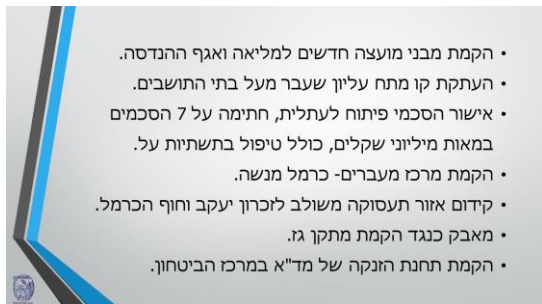 • הקמת מבני מועצה חדשים למליאה ואגף ההנדסה.
• העתקת קו מתח עליון שעבר מעל בתי התושבים.
• אישור הסכמי פיתוח לעתלית, חתימה על 7 הסכמים
במאות מיליוני שקלים, כולל טיפול בתשתיות על.
• הקמת מרכז מעברים- כרמל מנשה.
• קידום אזור תעסוקה משולב לזכרון יעקב וחוף הכרמל.
• מאבק כנגד הקמת מתקן גז.
• הקמת תחנת הזנקה של מד"א במרכז הביטחון.